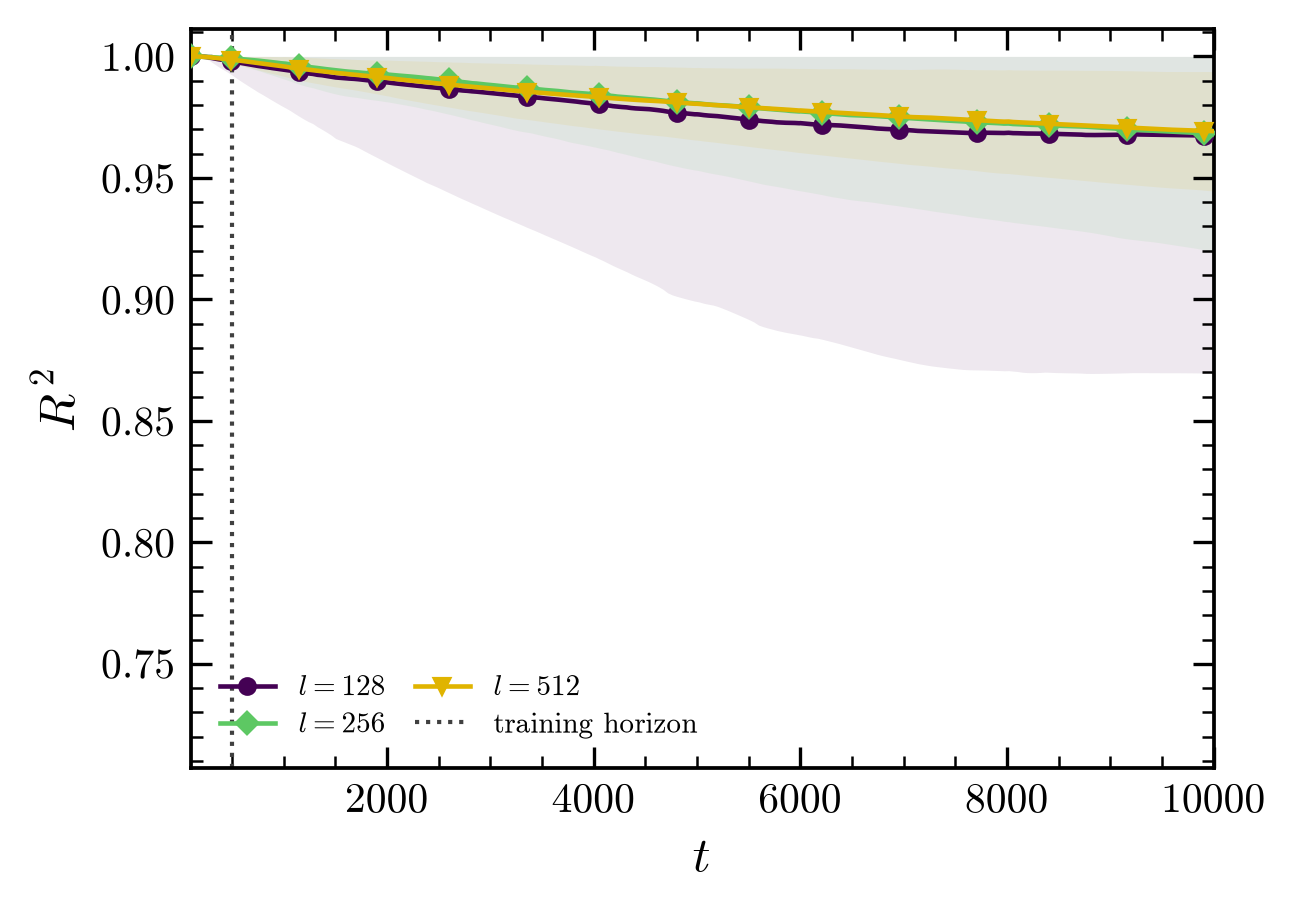 1.00
0.95
0.90
0.85
0.80
0.75
R²
l = 128
l = 256
l = 512
training horizon
2000 4000 6000 8000 10000
t